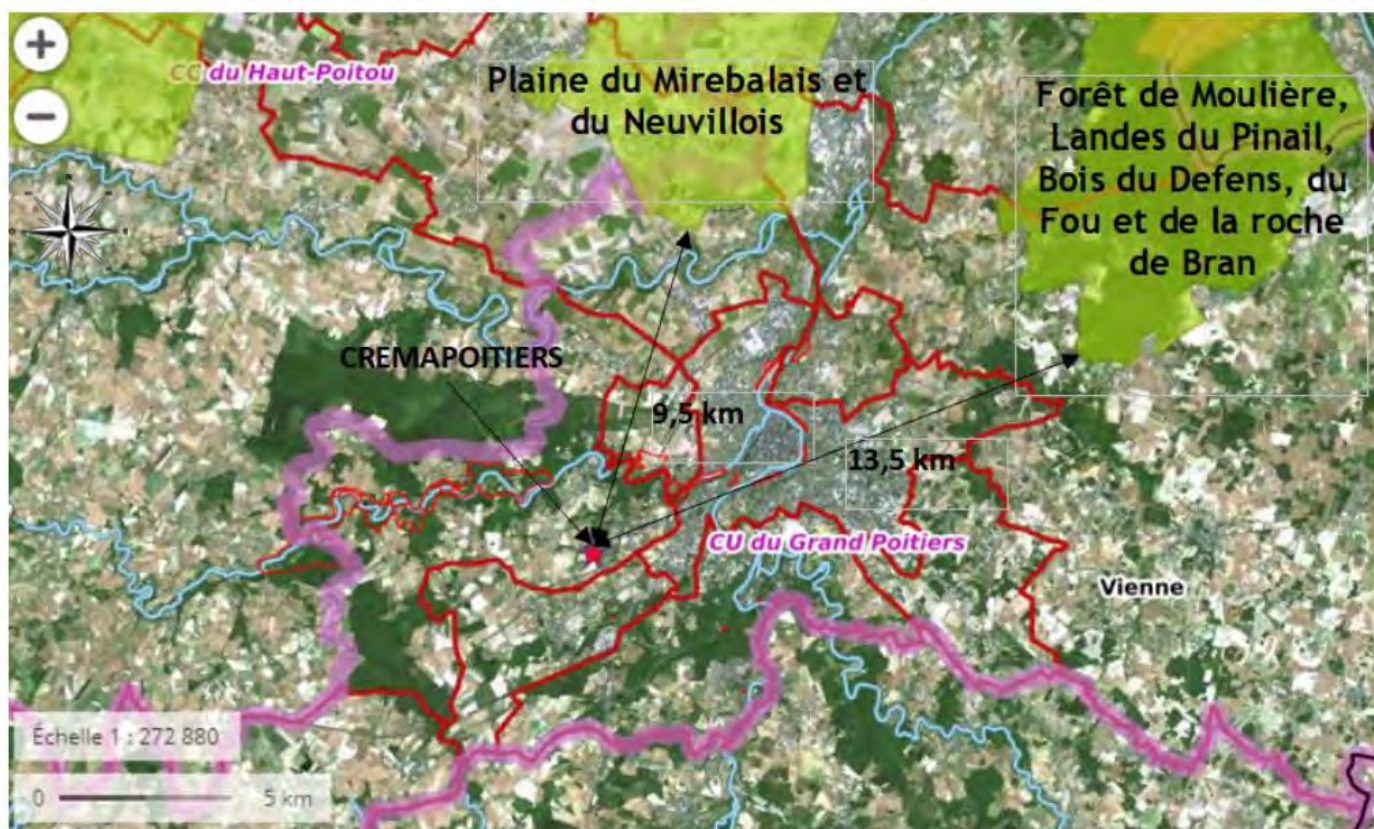 +
−
CC du Haut-Poitou
Plaine du Mirebalais et
du Neuvillois
Forêt de Moulière,
Landes du Pinail,
Bois du Defens, du
Fou et de la roche
de Bran
CREMAPOITIERS
9,5 km
13,5 km
CU du Grand Poitiers
Vienne
Échelle 1 : 272 880
0 5 km